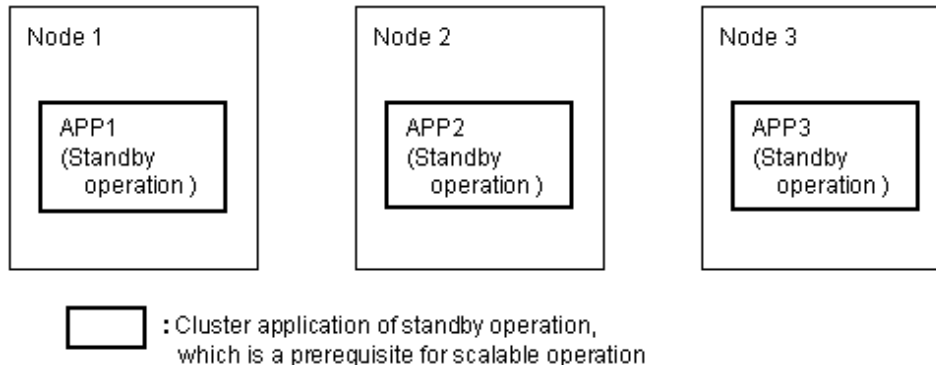 Node 1
APP1
(Standby
operation )
Node 2
APP2
(Standby
operation )
Node 3
APP3
(Standby
operation )
: Cluster application of standby operation,
which is a prerequisite for scalable operation